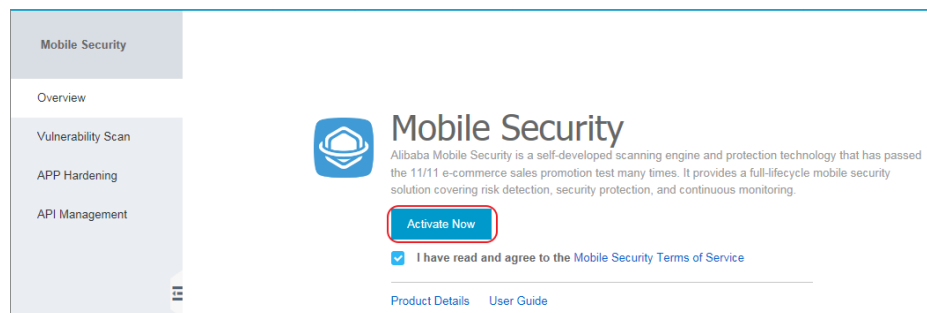 Mobile Security
Overview
Vulnerability Scan
APP Hardening
API Management
Mobile Security
Alibaba Mobile Security is a self-developed scanning engine and protection technology that has passed
the 11/11 e-commerce sales promotion test many times. It provides a full-lifecycle mobile security
solution covering risk detection, security protection, and continuous monitoring.
Activate Now
I have read and agree to the Mobile Security Terms of Service
Product Details User Guide